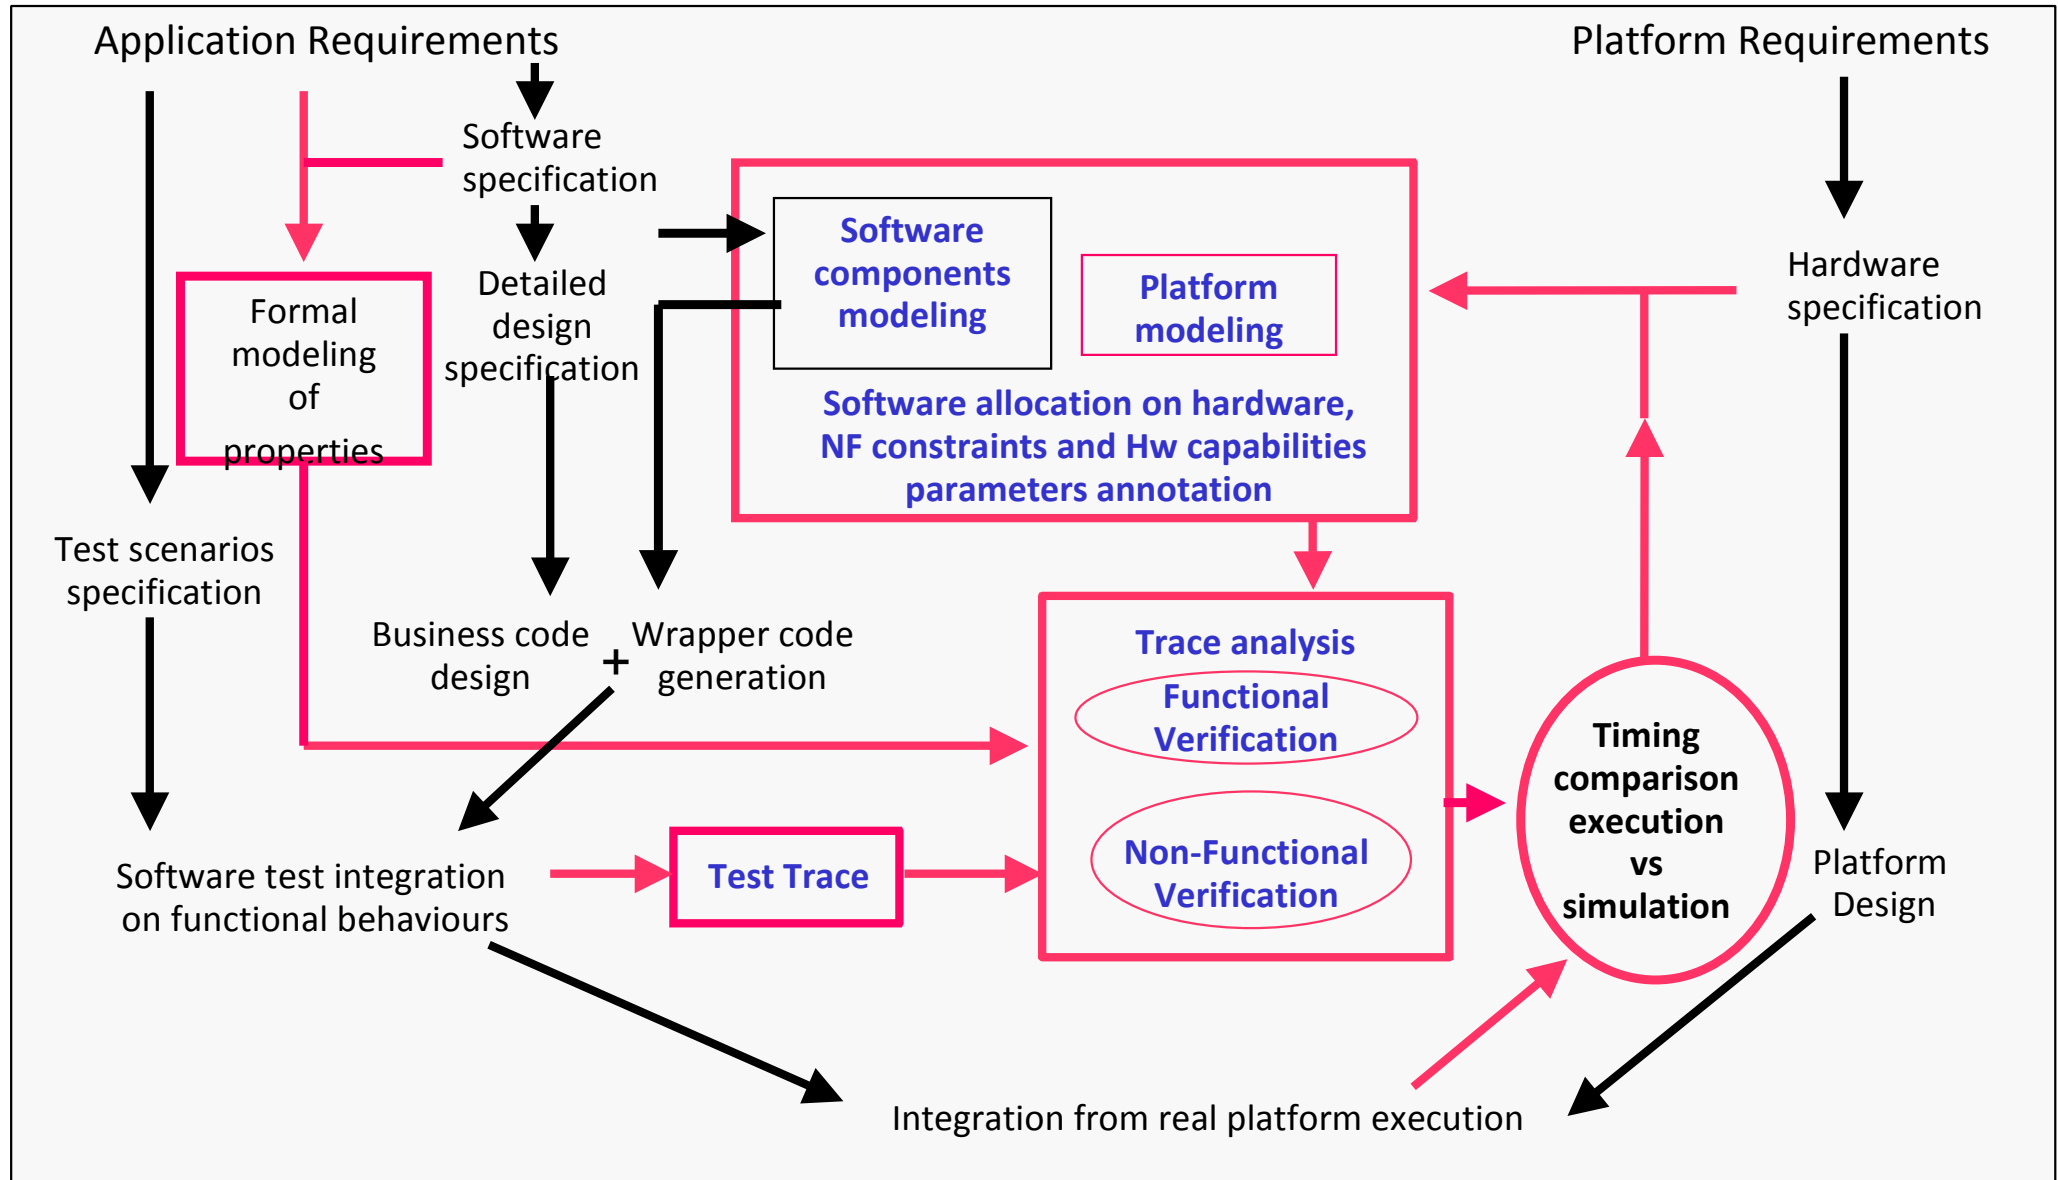 Application Requirements
Platform Requirements
Software
specification
Software
components
modeling
Platform
modeling
Hardware
specification
Detailed
design
specification
Formal
modeling
of
properties
Software allocation on hardware,
NF constraints and Hw capabilities
parameters annotation
Test scenarios
specification
Business code
design
+
Wrapper code
generation
Trace analysis
Functional
Verification
Non-Functional
Verification
Timing
comparison
execution
vs
simulation
Platform
Design
Software test integration
on functional behaviours
Test Trace
Integration from real platform execution